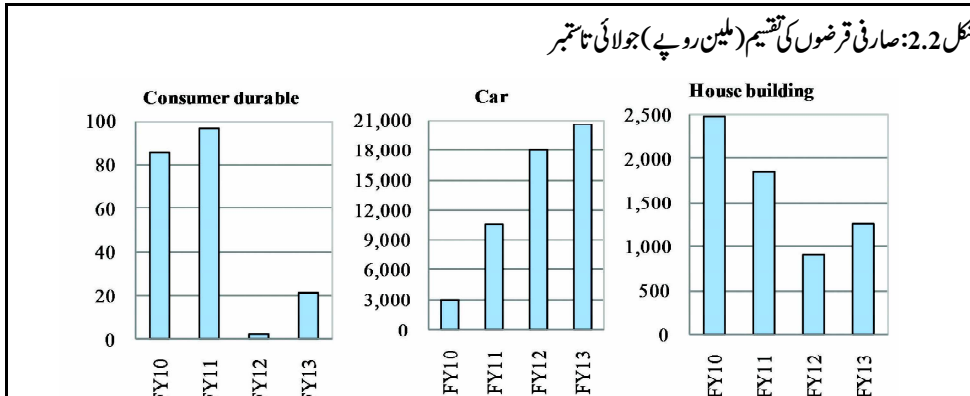 شکل 2.2: صارفی قرضوں کی تقسیم (ملین روپے) جولائی تا ستمبر
Consumer durable
100
80
60
40
20
0
FY10
FY11
FY12
FY13
Car
21,000
18,000
15,000
12,000
9,000
6,000
3,000
0
FY10
FY11
FY12
FY13
House building
2,500
2,000
1,500
1,000
500
0
FY10
FY11
FY12
FY13